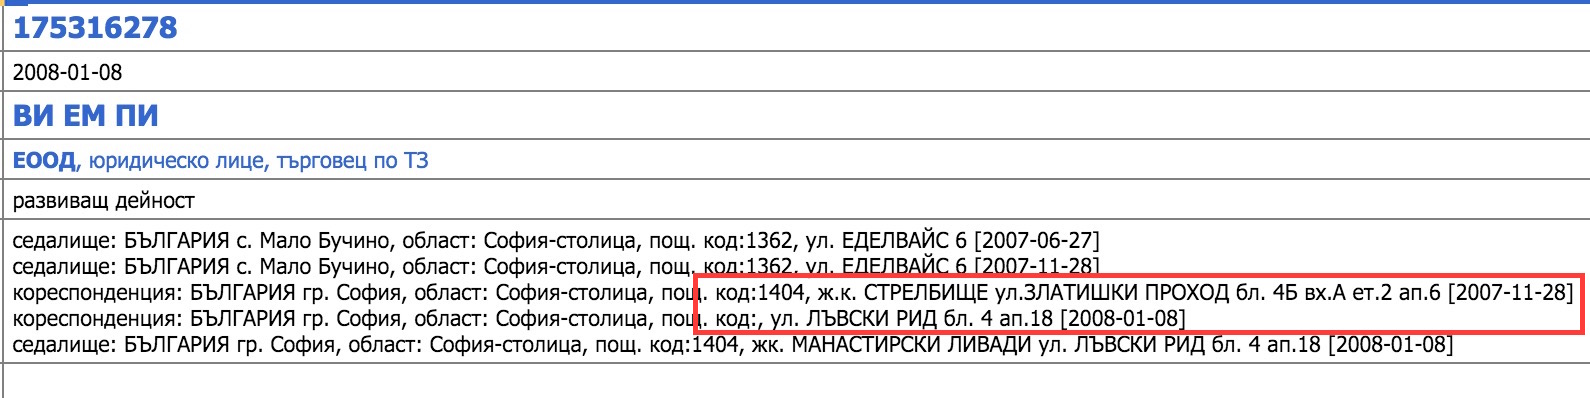 175316278
2008-01-08
ВИ ЕМ ПИ
ЕООД, юридическо лице, търговец по ТЗ
развиващ дейност
седалище: БЪЛГАРИЯ с. Мало Бучино, област: София-столица, пощ. код:1362, ул. ЕДЕЛВАЙС 6 [2007-06-27]
седалище: БЪЛГАРИЯ с. Мало Бучино, област: София-столица, пощ. код:1362, ул. ЕДЕЛВАЙС 6 [2007-11-28]
кореспонденция: БЪЛГАРИЯ гр. София, област: София-столица, пощ. код:1404, ж.к. СТРЕЛБИЩЕ ул.ЗЛАТИШКИ ПРОХОД бл. 4Б вх.А ет.2 ап.6 [2007-11-28]
кореспонденция: БЪЛГАРИЯ гр. София, област: София-столица, пощ. код:, ул. ЛЪВСКИ РИД бл. 4 ап.18 [2008-01-08]
седалище: БЪЛГАРИЯ гр. София, област: София-столица, пощ. код:1404, жк. МАНАСТИРСКИ ЛИВАДИ ул. ЛЪВСКИ РИД бл. 4 ап.18 [2008-01-08]